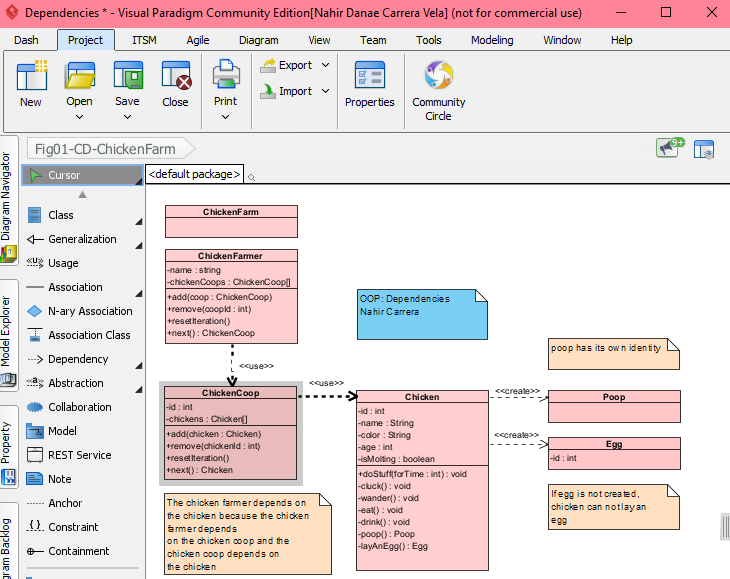 Dependencies * - Visual Paradigm Community Edition[Nahir Danae Carrera Vela] (not for commercial use)
Dash Project ITSM Agile Diagram View Team Tools Modeling Window Help
New
Open
Save
Close
Print
Export
Import
Properties
Community
Circle
Fig01-CD-ChickenFarm
9+
Diagram Navigator
Model Explorer
Property
Diagram Backlog
Cursor
Class
Generalization
<<U>>
Usage
Association
N-ary Association
Association Class
Dependency
<<a>>
Abstraction
Collaboration
Model
REST Service
Note
Anchor
Constraint
Containment
<default package>
ChickenFarm
ChickenFarmer
-name : string
-chickenCoops : ChickenCoop[]
+add(coop : ChickenCoop)
+remove(coopId : int)
+resetIteration()
+next() : ChickenCoop
<<use>>
ChickenCoop
-id : int
-chickens : Chicken[]
+add(chicken : Chicken)
+remove(chickenId : int)
+resetIteration()
+next() : Chicken
The chicken farmer depends on
the chicken because the chicken
farmer depends
on the chicken coop and the
chicken coop depends on
the chicken
OOP: Dependencies
Nahir Carrera
<<use>>
Chicken
-id : int
-name : String
-color : String
-age : int
-isMolting : boolean
+doStuff(forTime : int) : void
-cluck() : void
-wander() : void
-eat() : void
-drink() : void
-poop() : Poop
-layAnEgg() : Egg
poop has its own identity
<<create>>
Poop
<<create>>
Egg
-id : int
If egg is not created,
chicken can not lay an
egg